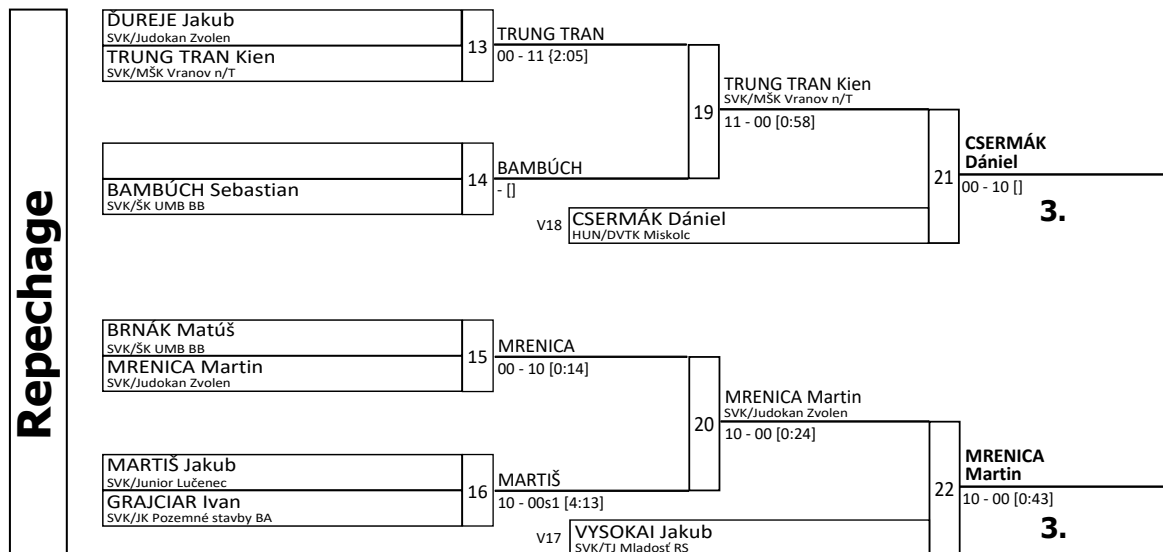 Repechage
ĎUREJE Jakub
SVK/Judokan Zvolen
TRUNG TRAN Kien
SVK/MŠK Vranov n/T
13
TRUNG TRAN
00 - 11 {2:05]
BAMBÚCH Sebastian
SVK/ŠK UMB BB
14
BAMBÚCH
- []
19
TRUNG TRAN Kien
SVK/MŠK Vranov n/T
11 - 00 [0:58]
V18
CSERMÁK Dániel
HUN/DVTK Miskolc
21
CSERMÁK
Dániel
00 - 10 []
3.
BRNÁK Matúš
SVK/ŠK UMB BB
MRENICA Martin
SVK/Judokan Zvolen
15
MRENICA
00 - 10 [0:14]
MARTIŠ Jakub
SVK/Junior Lučenec
GRAJCIAR Ivan
SVK/JK Pozemné stavby BA
16
MARTIŠ
10 - 00s1 [4:13]
20
MRENICA Martin
SVK/Judokan Zvolen
10 - 00 [0:24]
V17
VYSOKAI Jakub
SVK/TJ Mladosť RS
22
MRENICA
Martin
10 - 00 [0:43]
3.